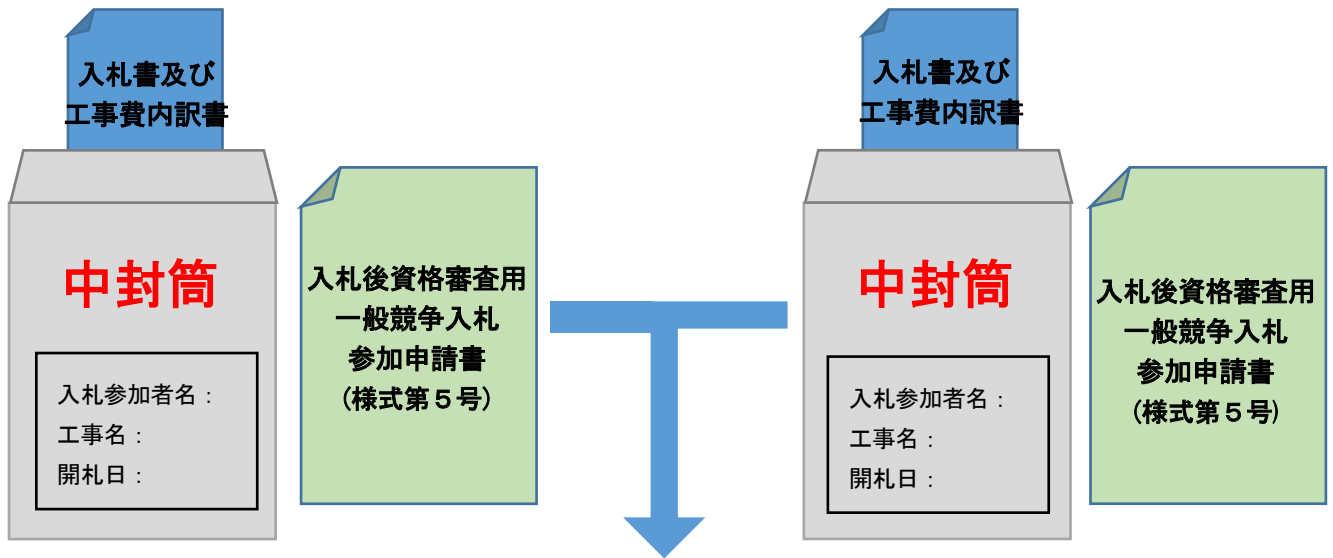 入札書及び
工事費内訳書
中封筒
入札参加者名：
工事名：
開札日：
入札後資格審査用
一般競争入札
参加申請書
（様式第５号）
入札書及び
工事費内訳書
中封筒
入札参加者名：
工事名：
開札日：
入札後資格審査用
一般競争入札
参加申請書
（様式第５号）